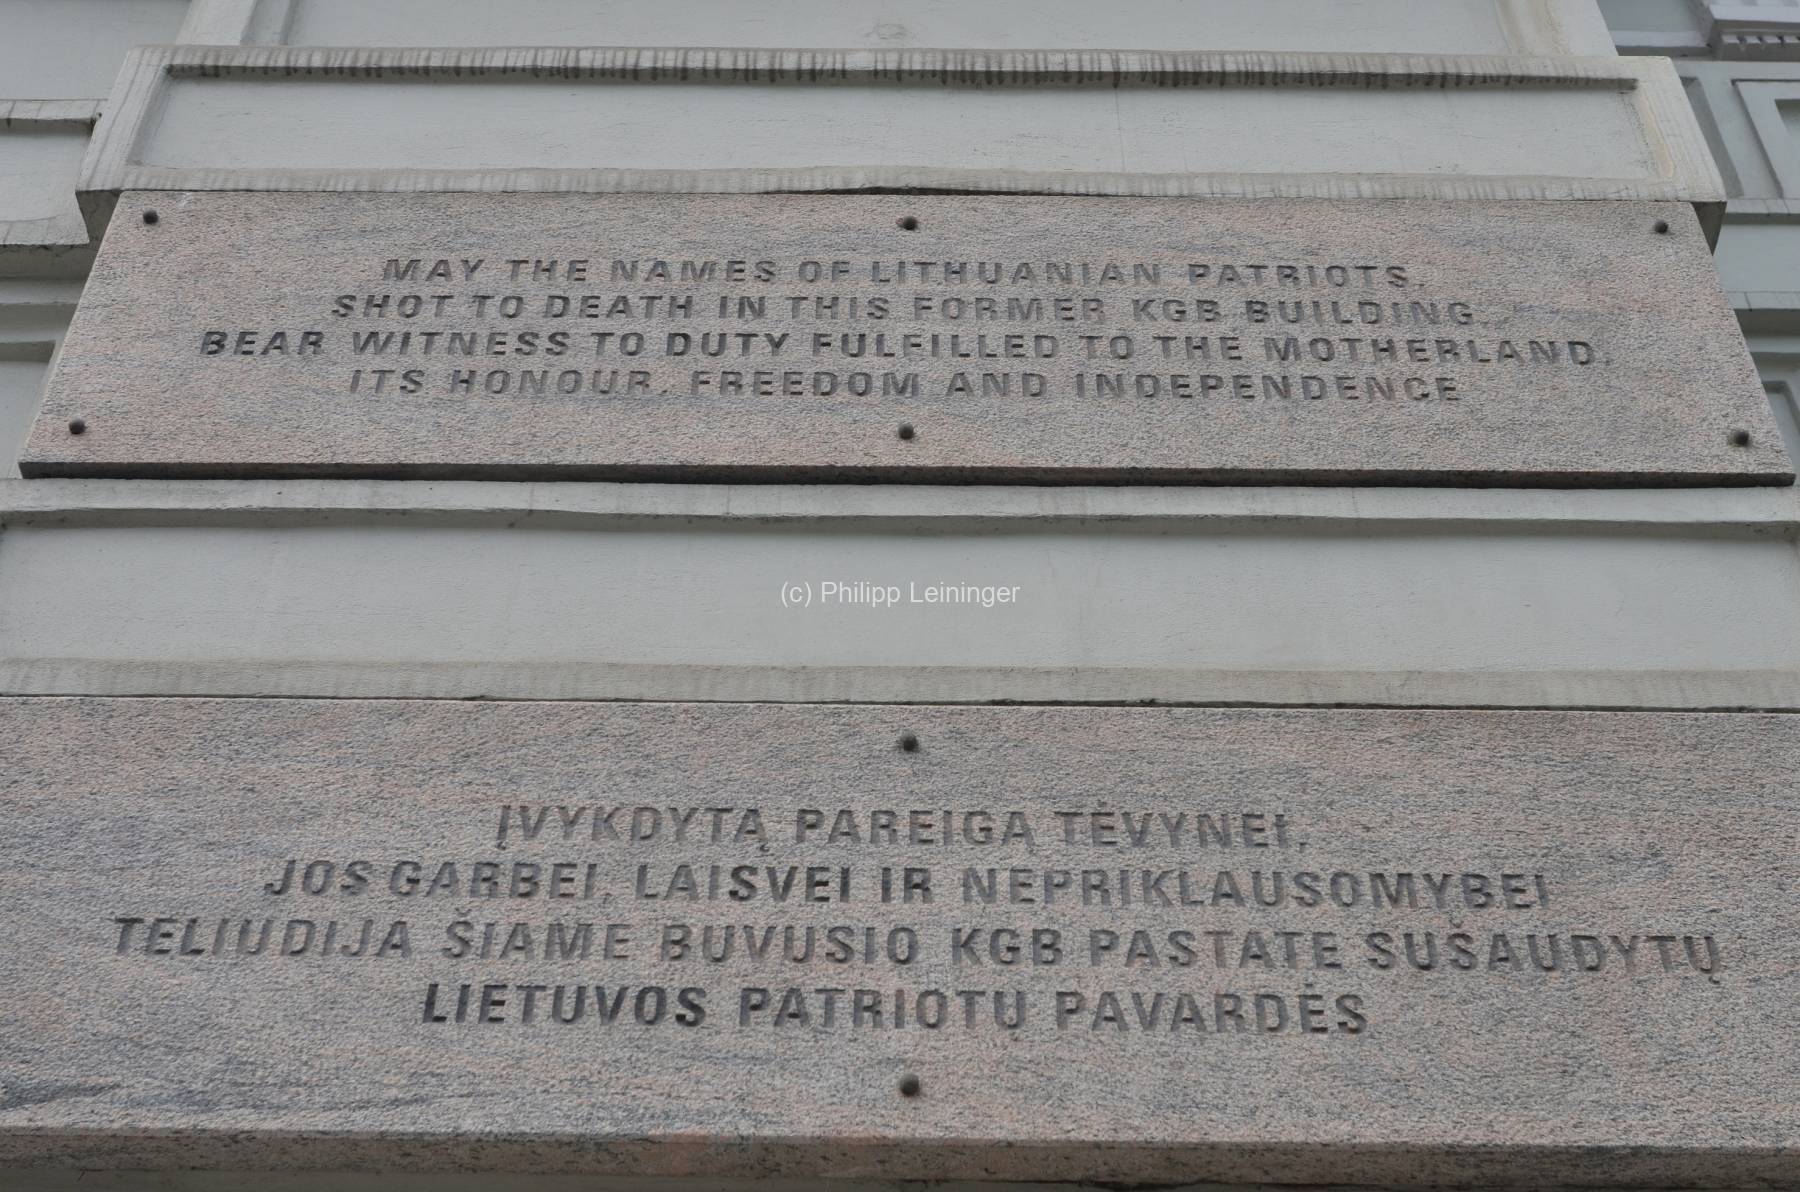 MAY THE NAMES OF LITHUANIAN PATRIOTS,
SHOT TO DEATH IN THIS FORMER KGB BUILDING,
BEAR WITNESS TO DUTY FULFILLED TO THE MOTHERLAND,
ITS HONOUR, FREEDOM AND INDEPENDENCE
(c) Philipp Leininger
ĮVYKDYTĄ PAREIGĄ TĖVYNEI,
JOS GARBEI, LAISVEI IR NEPRIKLAUSOMYBEI
TELIUDIJA ŠIAME BUVUSIO KGB PASTATE SUŠAUDYTŲ
LIETUVOS PATRIOTŲ PAVARDĖS